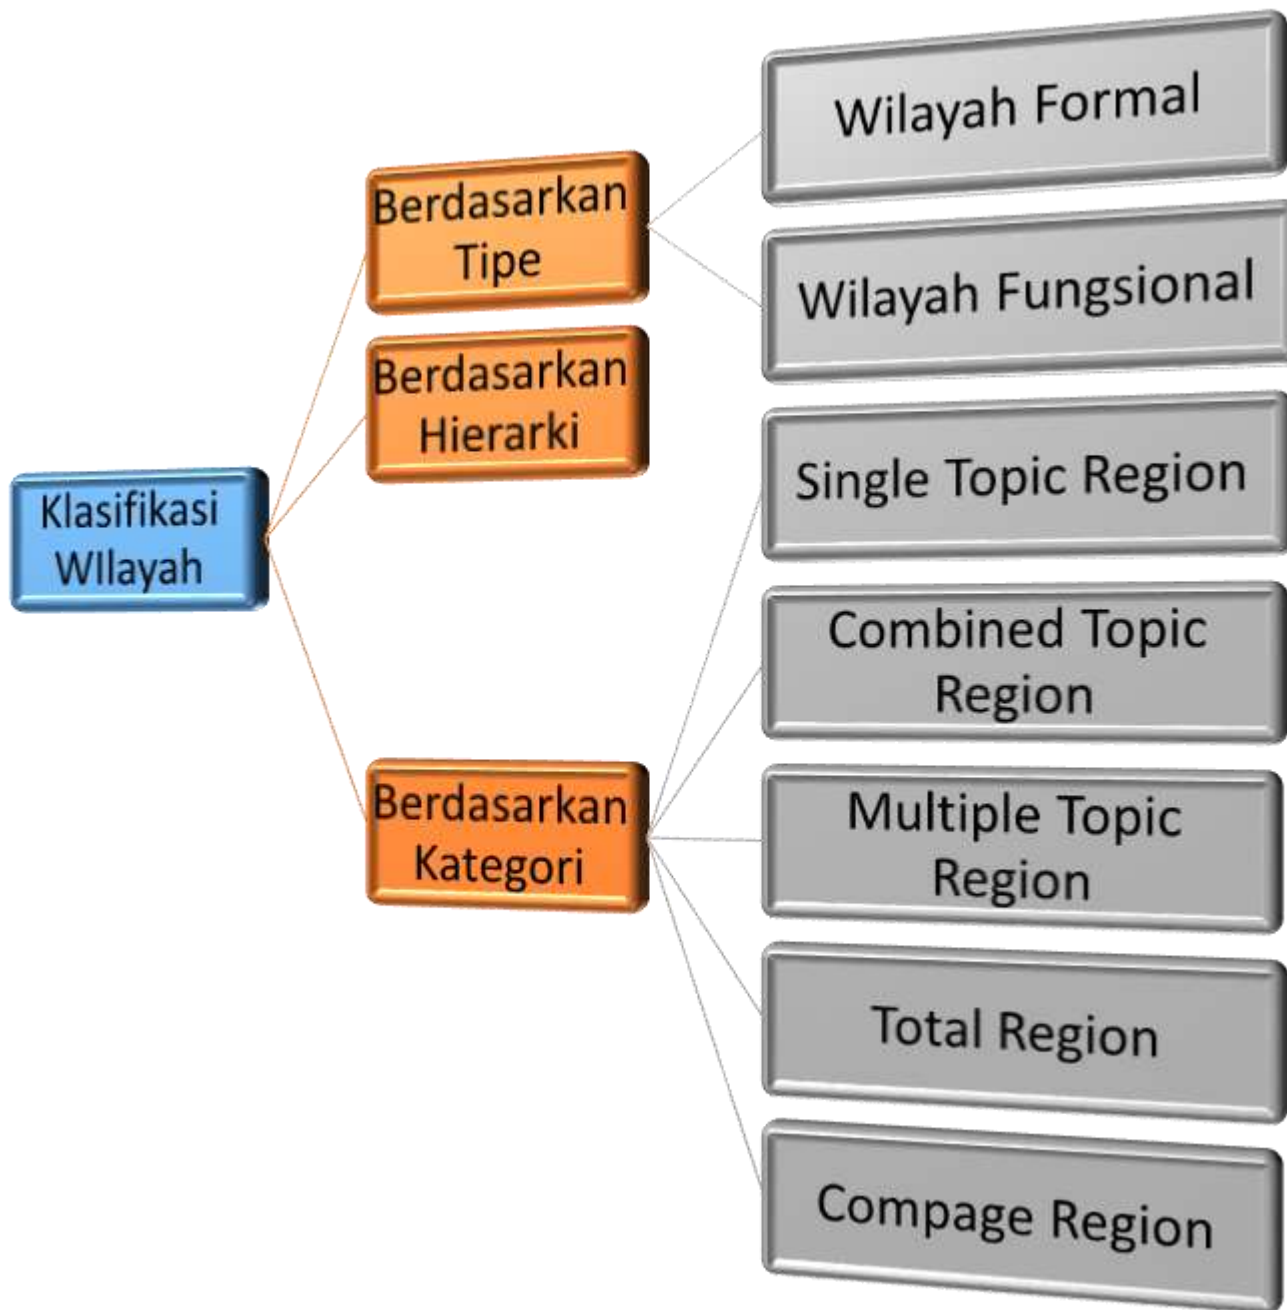 Klasifikasi
WIlayah
Berdasarkan
Tipe
Berdasarkan
Hierarki
Berdasarkan
Kategori
Wilayah Formal
Wilayah Fungsional
Single Topic Region
Combined Topic
Region
Multiple Topic
Region
Total Region
Compage Region